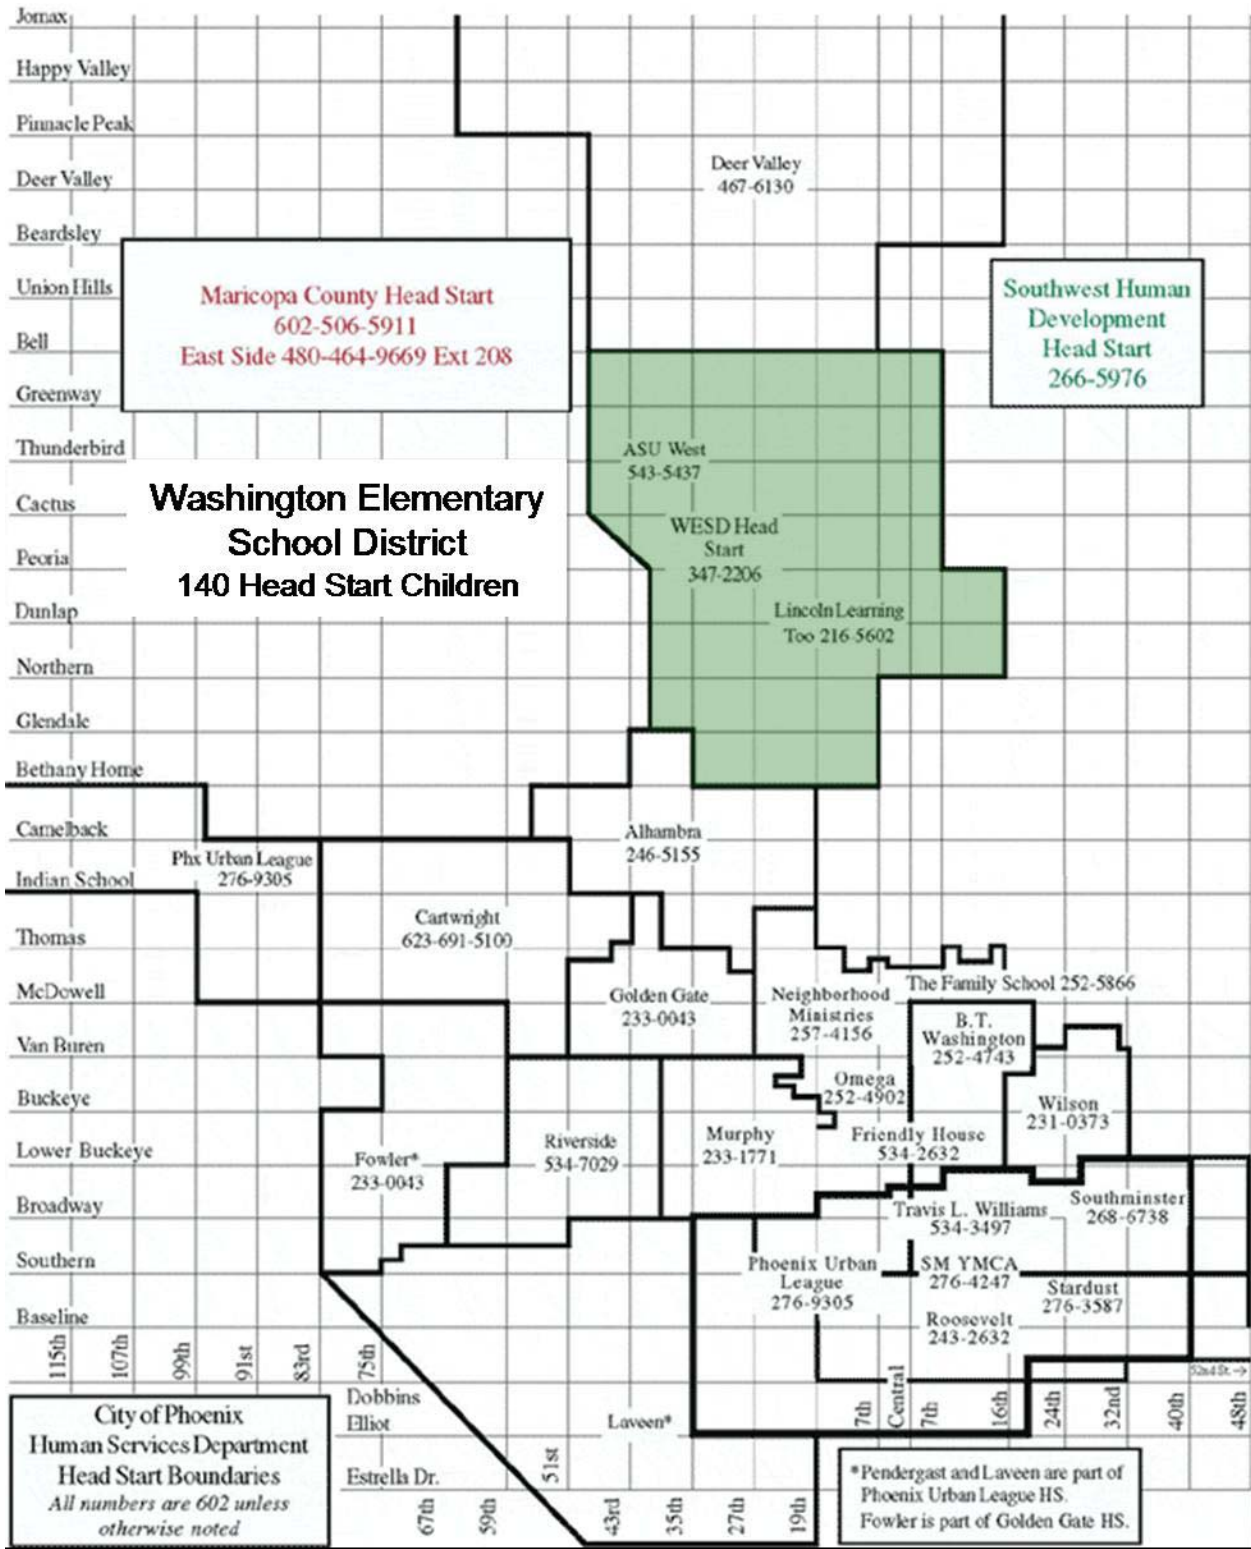 Jomax
Happy Valley
Pinnacle Peak
Deer Valley
467-6130
Deer Valley
Beardsley
Union Hills
Bell
Maricopa County Head Start
602-506-5911
East Side 480-464-9669 Ext 208
Southwest Human
Development
Head Start
266-5976
Greenway
Thunderbird
Cactus
Peoria
Dunlap
Northern
Glendale
Bethany Home
Camelback
Indian School
Thomas
McDowell
Van Buren
Buckeye
Lower Buckeye
Broadway
Southern
Baseline
ASU West
543-5437
Washington Elementary
School District
140 Head Start Children
WESD Head
Start
347-2206
Lincoln Learning
Too 216-5602
Alhambra
246-5155
Phx Urban League
276-9305
Cartwright
623-691-5100
Golden Gate
233-0043
Neighborhood
Ministries
257-4156
The Family School 252-5866
B.T.
Washington
252-4743
Omega
252-4902
Wilson
231-0373
Friendly House
534-2632
Murphy
233-1771
Riverside
534-7029
Fowler*
233-0043
Travis L. Williams
534-3497
Southminster
268-6738
Phoenix Urban
League
276-9305
SM YMCA
276-4247
Stardust
276-3587
Roosevelt
243-2632
115th
107th
99th
91st
83rd
75th
Dobbins
Elliot
Estrella Dr.
Laveen*
67th
59th
51st
43rd
35th
27th
19th
7th
Central
7th
16th
24th
32nd
40th
48th
52nd St. →
City of Phoenix
Human Services Department
Head Start Boundaries
All numbers are 602 unless
otherwise noted
*Pendergast and Laveen are part of
Phoenix Urban League HS.
Fowler is part of Golden Gate HS.